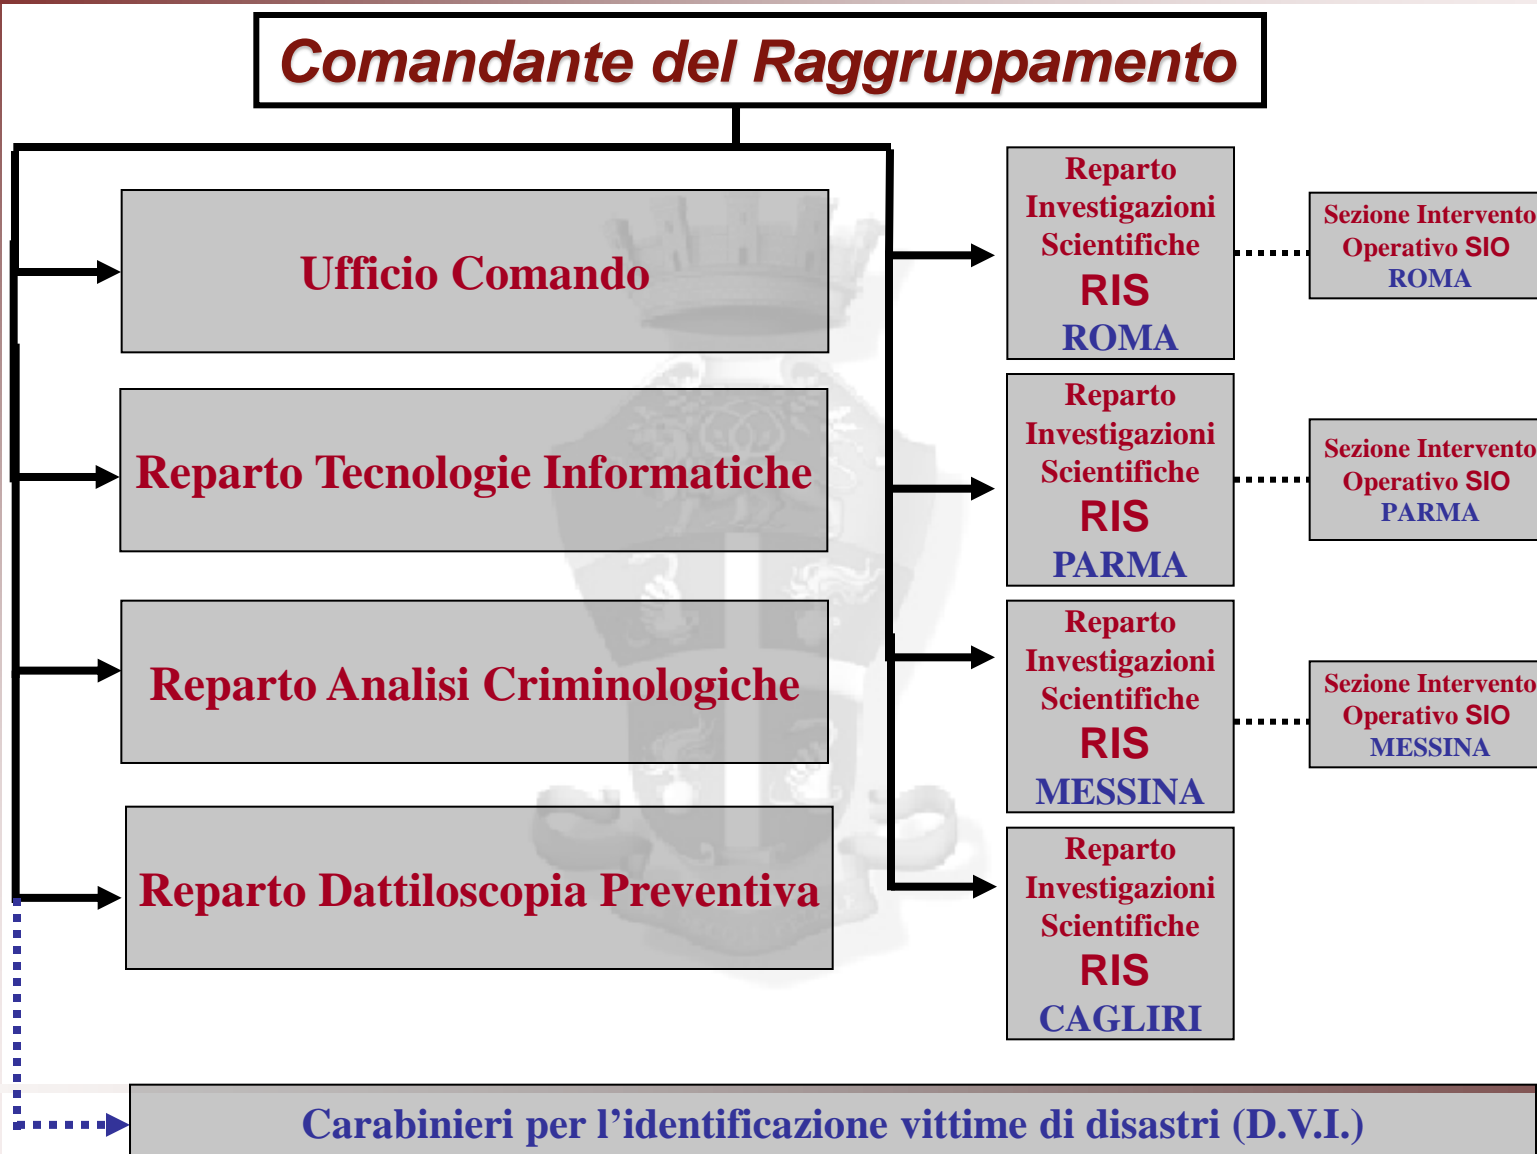 Comandante del Raggruppamento
Ufficio Comando
Reparto Tecnologie Informatiche
Reparto Analisi Criminologiche
Reparto Dattiloscopia Preventiva
Reparto
Investigazioni
Scientifiche
RIS
ROMA
Sezione Intervento
Operativo SIO
ROMA
Reparto
Investigazioni
Scientifiche
RIS
PARMA
Sezione Intervento
Operativo SIO
PARMA
Reparto
Investigazioni
Scientifiche
RIS
MESSINA
Sezione Intervento
Operativo SIO
MESSINA
Reparto
Investigazioni
Scientifiche
RIS
CAGLIRI
Carabinieri per l'identificazione vittime di disastri (D.V.I.)